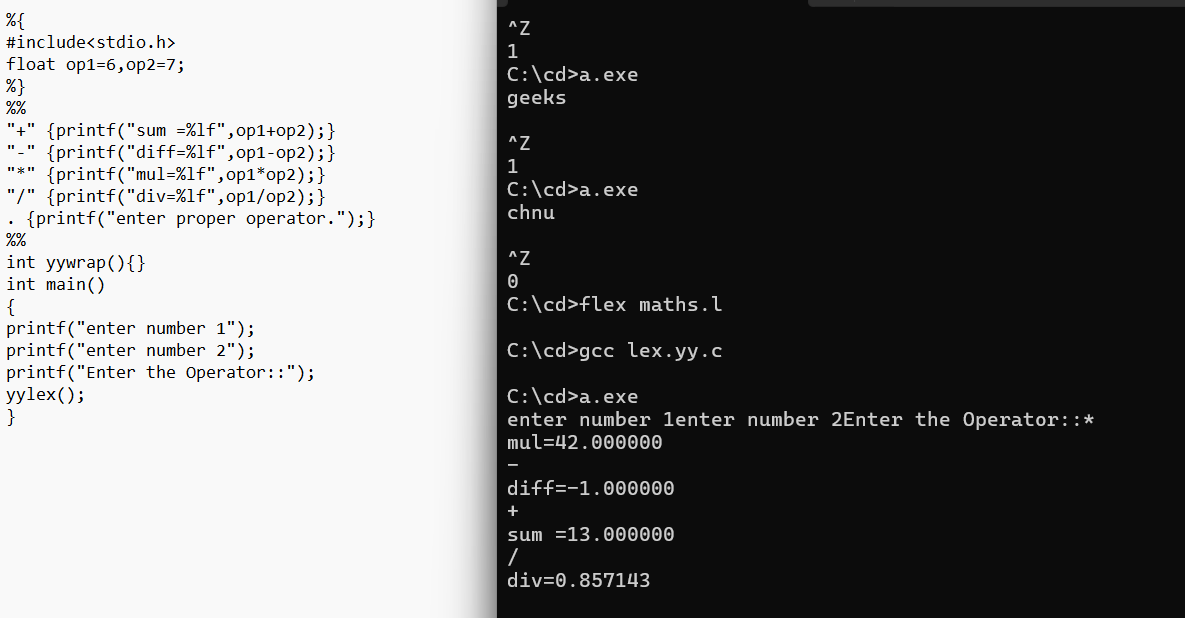 %{
#include<stdio.h>
float op1=6,op2=7;
%}
%%
"+" {printf("sum =%lf",op1+op2);}
"-" {printf("diff=%lf",op1-op2);}
"*" {printf("mul=%lf",op1*op2);}
"/" {printf("div=%lf",op1/op2);}
. {printf("enter proper operator.");}
%%
int yywrap(){}
int main()
{
printf("enter number 1");
printf("enter number 2");
printf("Enter the Operator::");
yylex();
}
^Z
1
C:\cd>a.exe
geeks
^Z
1
C:\cd>a.exe
chnu
^Z
0
C:\cd>flex maths.l
C:\cd>gcc lex.yy.c
C:\cd>a.exe
enter number 1enter number 2Enter the Operator::*
mul=42.000000
-
diff=-1.000000
+
sum =13.000000
/
div=0.857143